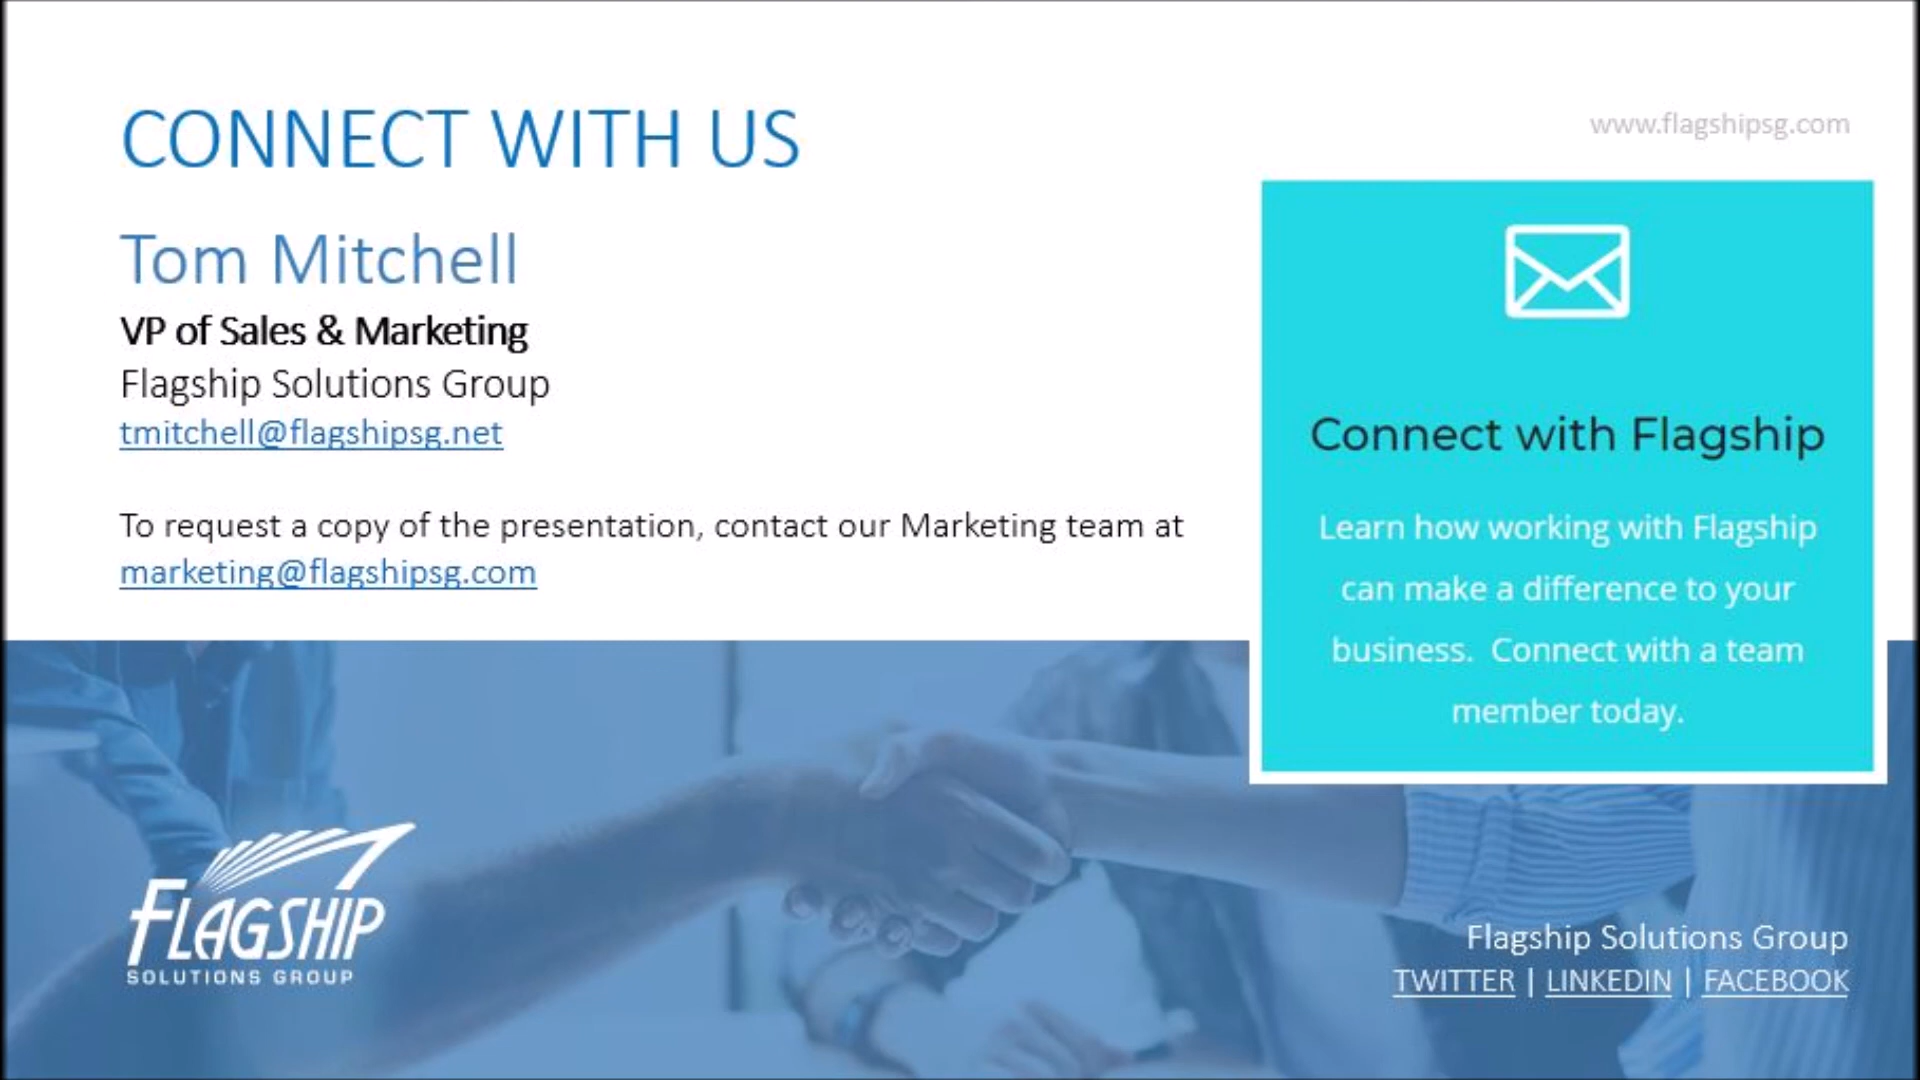 CONNECT WITH US
www.flagshipsg.com
Tom Mitchell
VP of Sales & Marketing
Flagship Solutions Group
tmitchell@flagshipsg.net
To request a copy of the presentation, contact our Marketing team at
marketing@flagshipsg.com
Connect with Flagship
Learn how working with Flagship
can make a difference to your
business. Connect with a team
member today.
FLAGSHIP
SOLUTIONS GROUP
Flagship Solutions Group
TWITTER | LINKEDIN | FACEBOOK